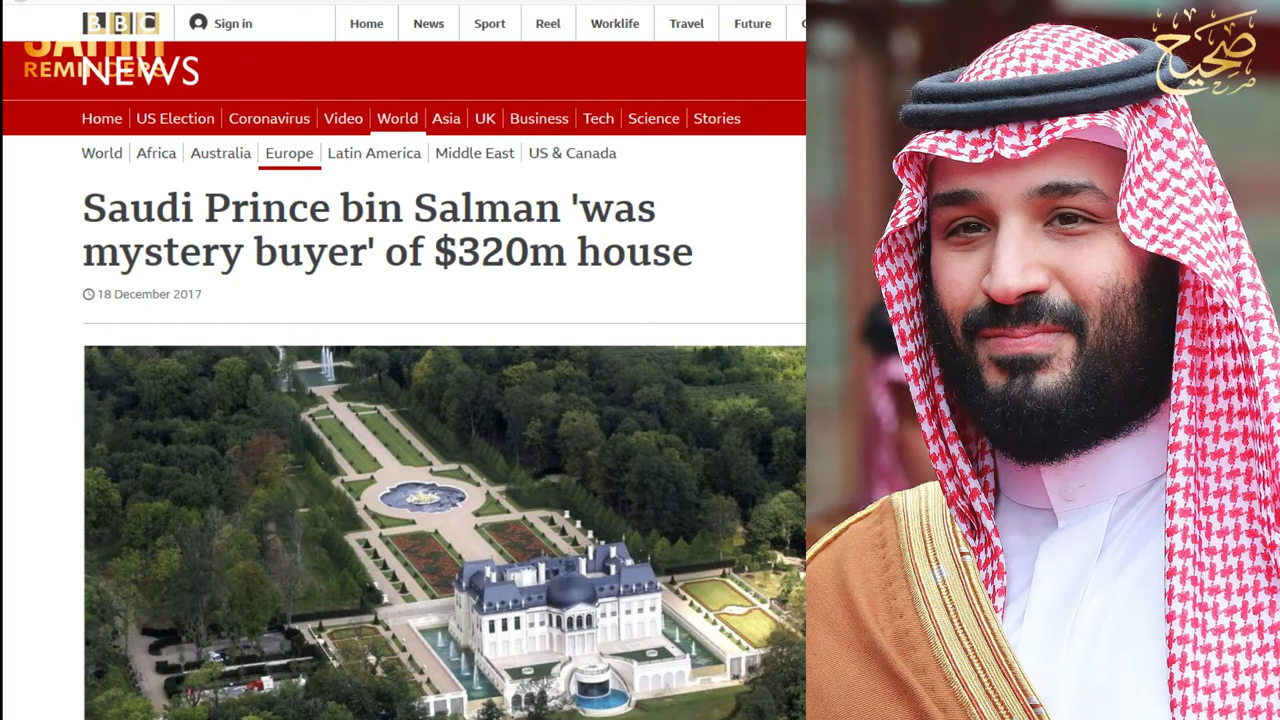 BBC
Sign in
Home
News
Sport
Reel
Worklife
Travel
Future
SAHIH
REMINDERS
NEWS
Home
US Election
Coronavirus
Video
World
Asia
UK
Business
Tech
Science
Stories
World
Africa
Australia
Europe
Latin America
Middle East
US & Canada
Saudi Prince bin Salman 'was
mystery buyer' of $320m house
18 December 2017
صحيح